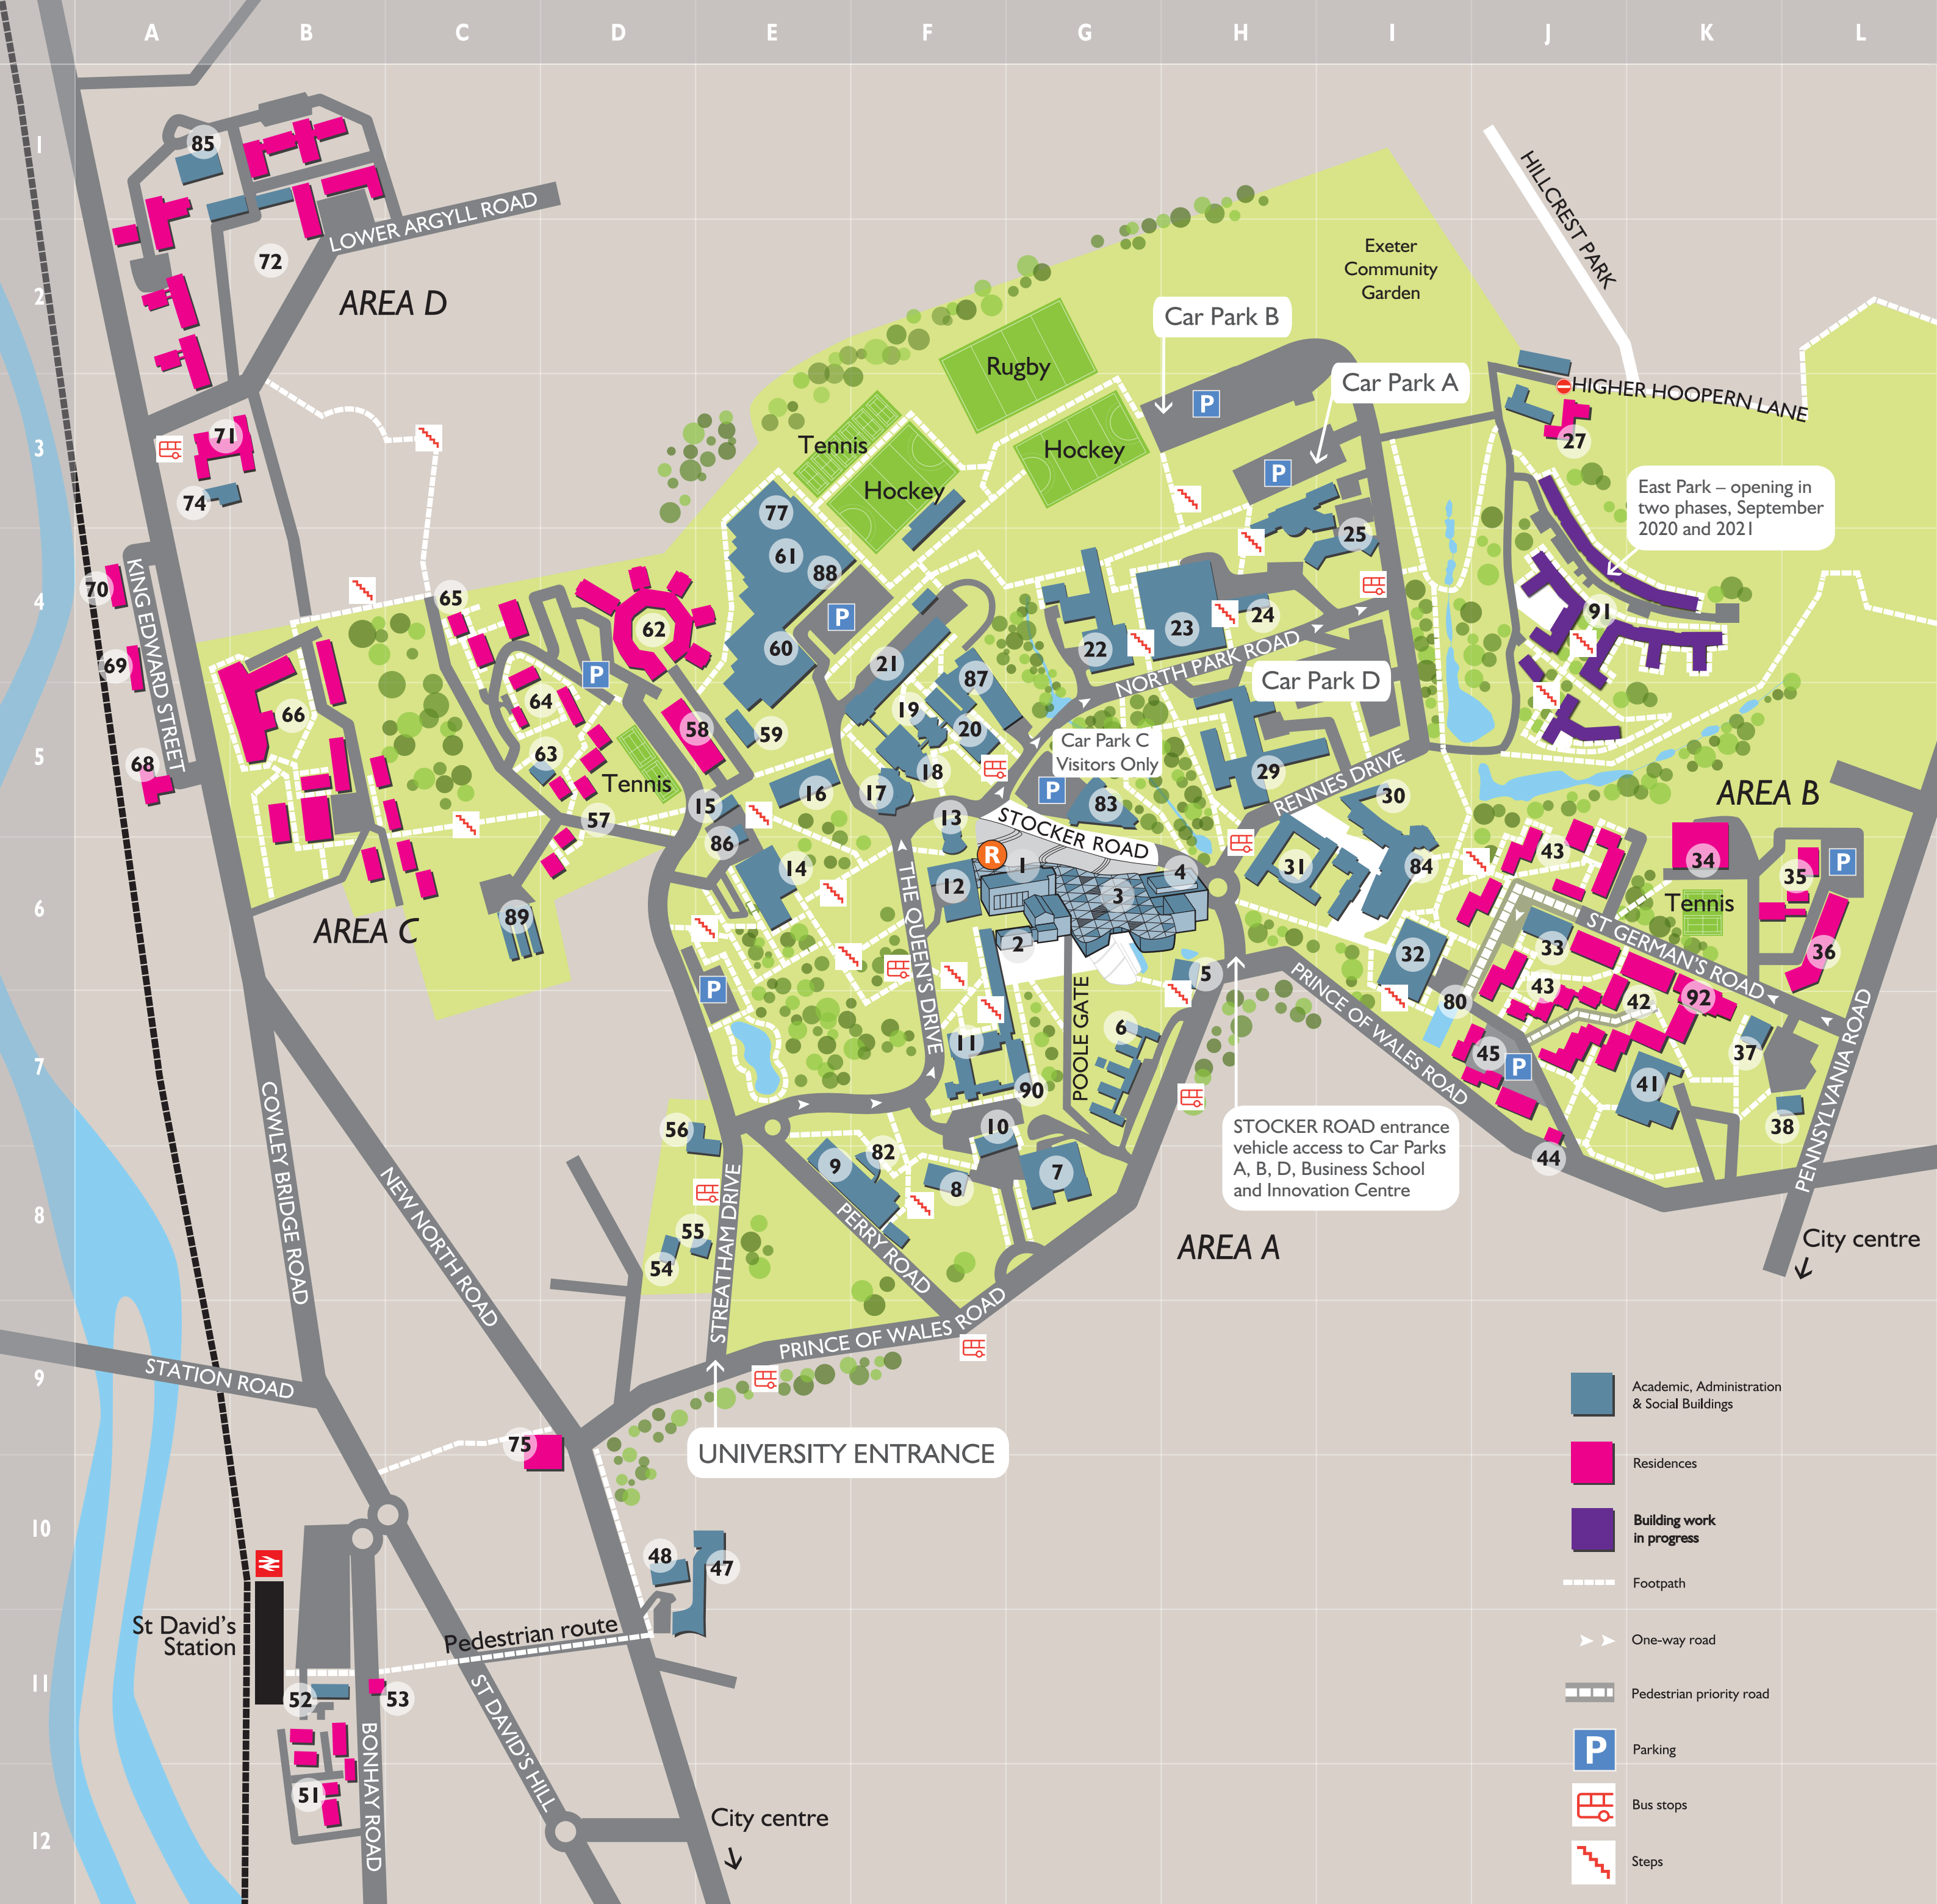 A B C D E F G H I J K L
1
2
3
4
5
6
7
8
9
10
11
12
85
72
LOWER ARGYLL ROAD
AREA D
HILLCREST PARK
Exeter
Community
Garden
Car Park B
Car Park A
Rugby
Hockey
Tennis
Hockey
P
P
HIGHER HOOPERN LANE
27
East Park – opening in
two phases, September
2020 and 2021
71
74
77
61
88
25
70
KING EDWARD STREET
65
62
P
60
21
22
23
24
NORTH PARK ROAD
91
69
66
68
64
63
P
58
59
Tennis
57
87
19
20
18
17
16
15
86
13
Car Park C
Visitors Only
P
83
Car Park D
29
RENNES DRIVE
30
AREA B
STOCKER ROAD
R
1
2
3
4
5
12
14
THE QUEEN'S DRIVE
31
84
43
34
35
P
Tennis
36
AREA C
89
P
32
33
ST GERMAN'S ROAD
43
42
92
80
45
P
41
37
38
44
PENNSYLVANIA ROAD
PRINCE OF WALES ROAD
POOLE GATE
6
11
90
10
7
8
82
9
56
55
54
PERRY ROAD
STREATHAM DRIVE
STOCKER ROAD entrance
vehicle access to Car Parks
A, B, D, Business School
and Innovation Centre
AREA A
City centre
COWLEY BRIDGE ROAD
NEW NORTH ROAD
PRINCE OF WALES ROAD
STATION ROAD
UNIVERSITY ENTRANCE
75
48
47
St David's
Station
Pedestrian route
52
53
51
BONHAY ROAD
ST DAVID'S HILL
City centre
Academic, Administration
& Social Buildings
Residences
Building work
in progress
Footpath
One-way road
Pedestrian priority road
P
Parking
Bus stops
Steps